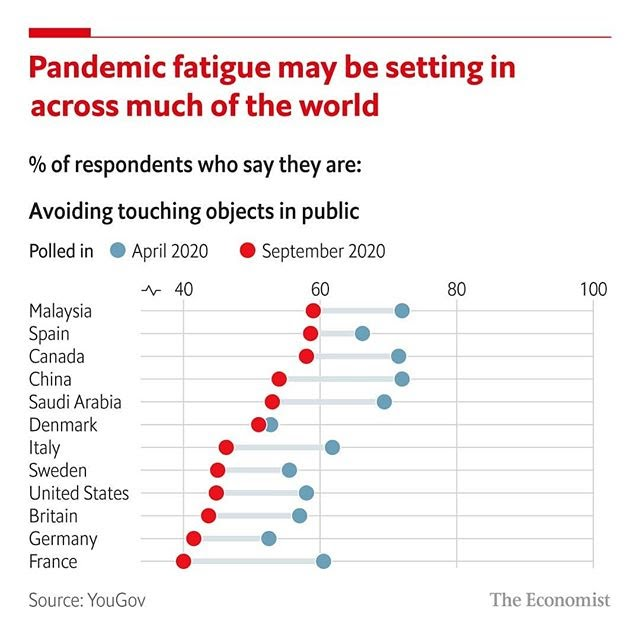 Pandemic fatigue may be setting in
across much of the world
% of respondents who say they are:
Avoiding touching objects in public
Polled in April 2020 September 2020
40 60 80 100
Malaysia
Spain
Canada
China
Saudi Arabia
Denmark
Italy
Sweden
United States
Britain
Germany
France
Source: YouGov The Economist